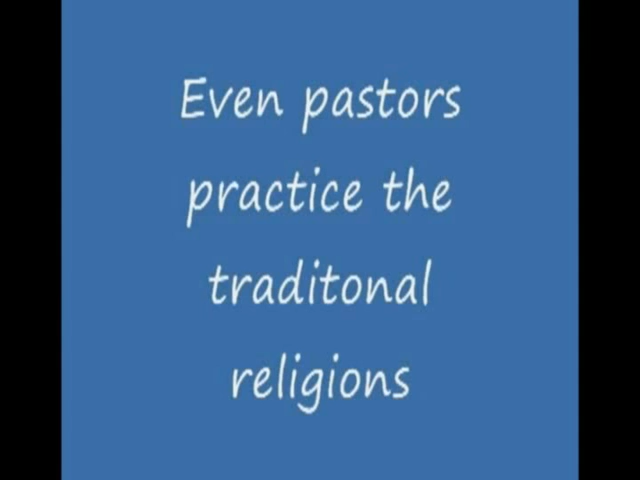 Even pastors
practice the
traditonal
religions